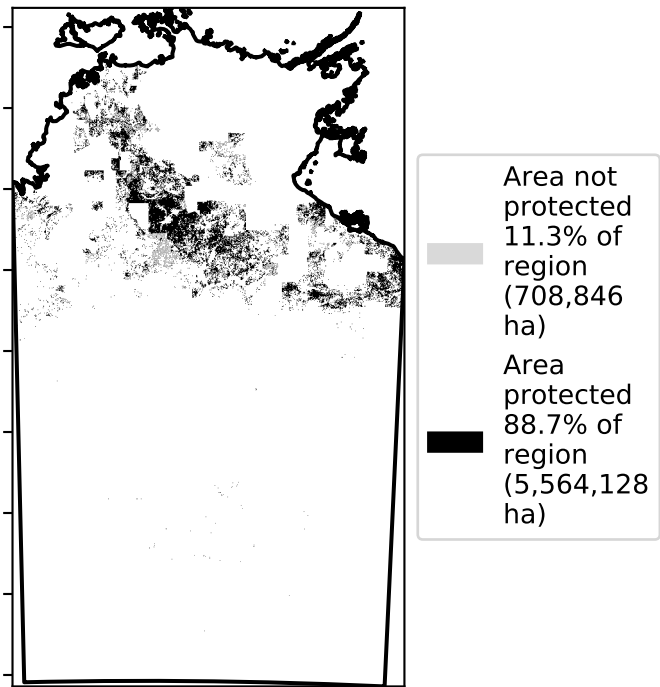 Area not
protected
11.3% of
region
(708,846
ha)
Area
protected
88.7% of
region
(5,564,128
ha)